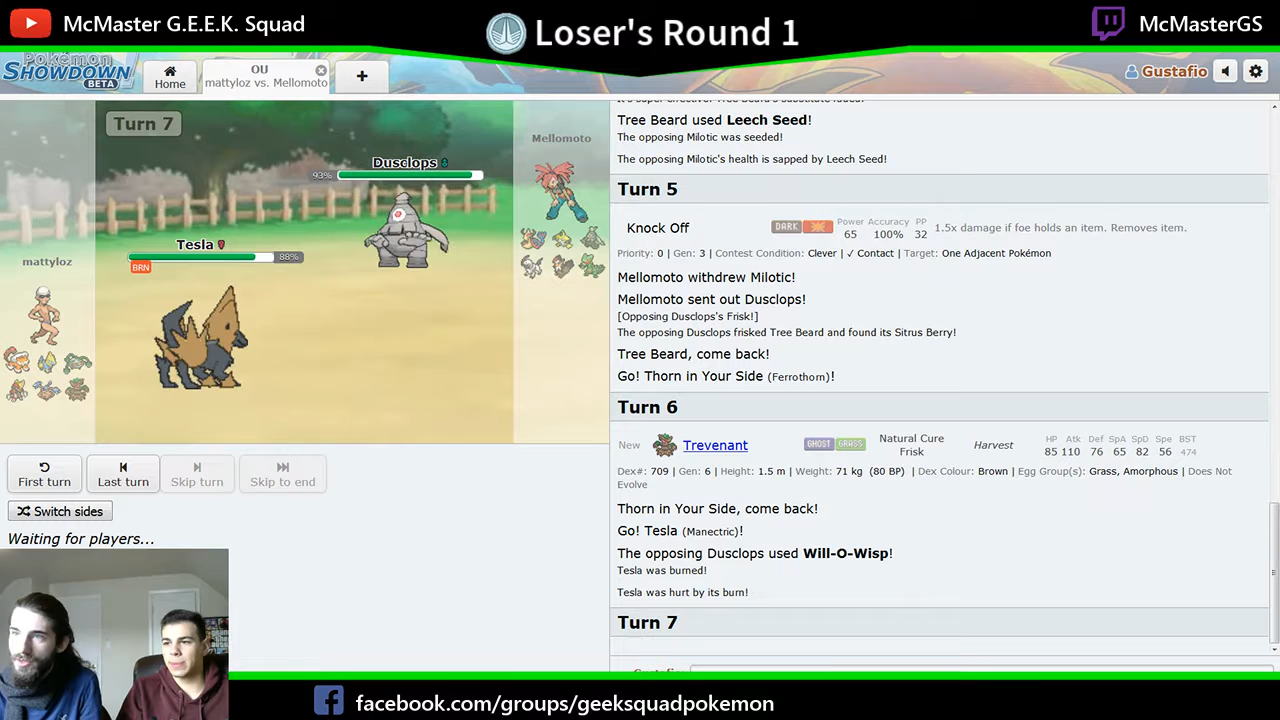 McMaster G.E.E.K. Squad
Loser's Round 1
McMasterGS
Pokémon
SHOWDOWN
BETA
Home
OU
mattyloz vs. Mellomoto
+
Gustafio
Turn 7
Mellomoto
Dusclops
93%
Tesla
88%
BRN
mattyloz
First turn
Last turn
Skip turn
Skip to end
Switch sides
Waiting for players...
Tree Beard used Leech Seed!
The opposing Milotic was seeded!
The opposing Milotic's health is sapped by Leech Seed!
Turn 5
Knock Off DARK Power 65 Accuracy 100% PP 32 1.5x damage if foe holds an item. Removes item.
Priority: 0 | Gen: 3 | Contest Condition: Clever | ✓ Contact | Target: One Adjacent Pokémon
Mellomoto withdrew Milotic!
Mellomoto sent out Dusclops!
[Opposing Dusclops's Frisk!]
The opposing Dusclops frisked Tree Beard and found its Sitrus Berry!
Tree Beard, come back!
Go! Thorn in Your Side (Ferrothorn)!
Turn 6
New Trevenant GHOST GRASS Natural Cure Frisk Harvest HP 85 Atk 110 Def 76 SpA 65 SpD 82 Spe 56 BST 474
Dex#: 709 | Gen: 6 | Height: 1.5 m | Weight: 71 kg (80 BP) | Dex Colour: Brown | Egg Group(s): Grass, Amorphous | Does Not
Evolve
Thorn in Your Side, come back!
Go! Tesla (Manectric)!
The opposing Dusclops used Will-O-Wisp!
Tesla was burned!
Tesla was hurt by its burn!
Turn 7
facebook.com/groups/geeksquadpokemon